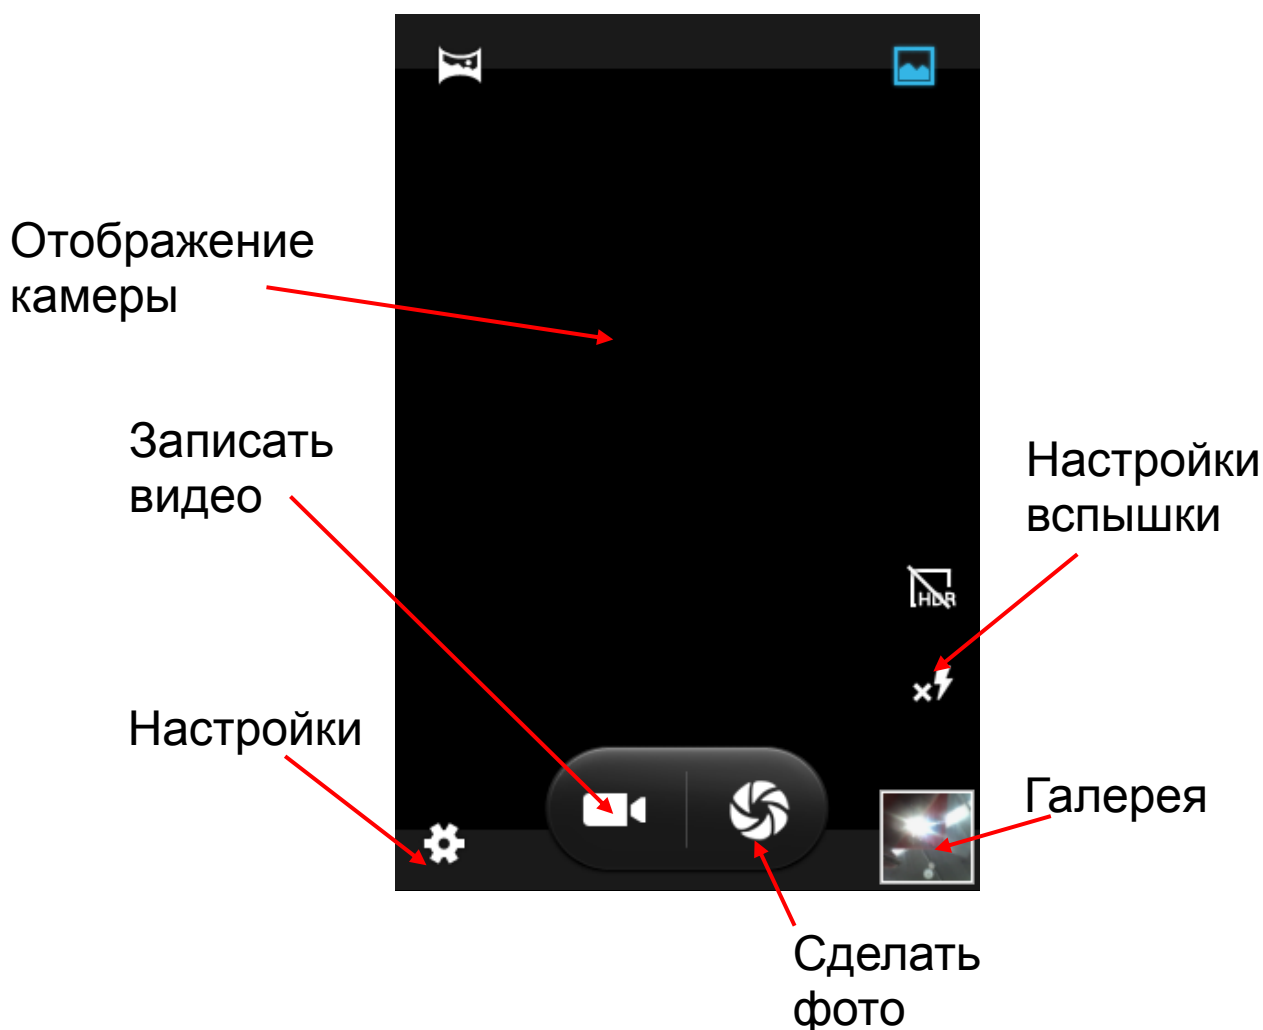 Отображение
камеры
Записать
видео
Настройки
вспышки
HDR
Настройки
Галерея
Сделать
фото